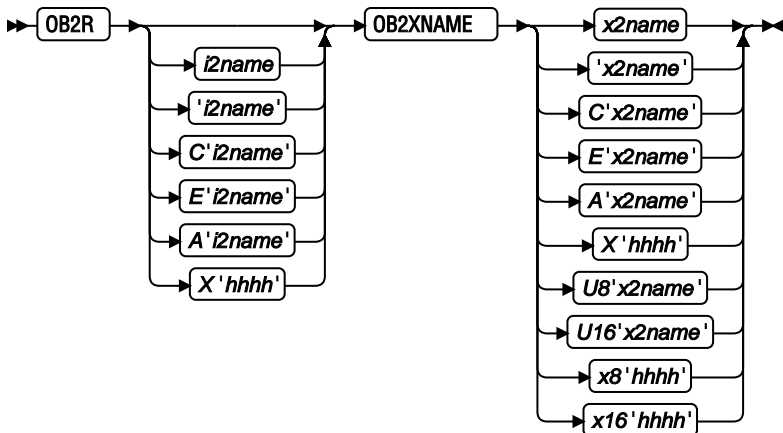 OB2R
i2name
'i2name'
C'i2name'
E'i2name'
A'i2name'
X'hhhh'
OB2XNAME
x2name
'x2name'
C'x2name'
E'x2name'
A'x2name'
X'hhhh'
U8'x2name'
U16'x2name'
x8'hhhh'
x16'hhhh'